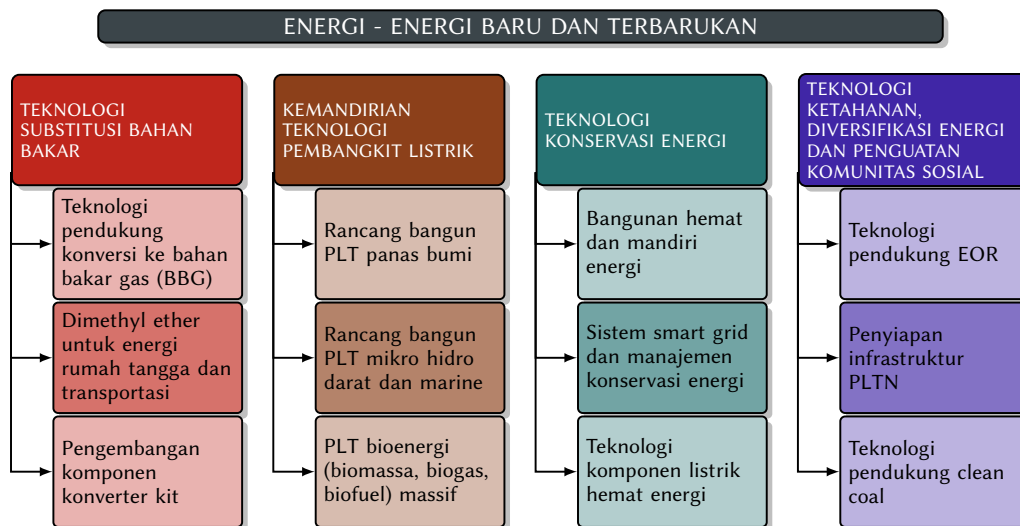 ENERGI - ENERGI BARU DAN TERBARUKAN
TEKNOLOGI
SUBSTITUSI BAHAN
BAKAR
Teknologi
pendukung
konversi ke bahan
bakar gas (BBG)
Dimethyl ether
untuk energi
rumah tangga dan
transportasi
Pengembangan
komponen
konverter kit
KEMANDIRIAN
TEKNOLOGI
PEMBANGKIT LISTRIK
Rancang bangun
PLT panas bumi
Rancang bangun
PLT mikro hidro
darat dan marine
PLT bioenergi
(biomassa, biogas,
biofuel) massif
TEKNOLOGI
KONSERVASI ENERGI
Bangunan hemat
dan mandiri
energi
Sistem smart grid
dan manajemen
konservasi energi
Teknologi
komponen listrik
hemat energi
TEKNOLOGI
KETAHANAN,
DIVERSIFIKASI ENERGI
DAN PENGUATAN
KOMUNITAS SOSIAL
Teknologi
pendukung EOR
Penyiapan
infrastruktur
PLTN
Teknologi
pendukung clean
coal